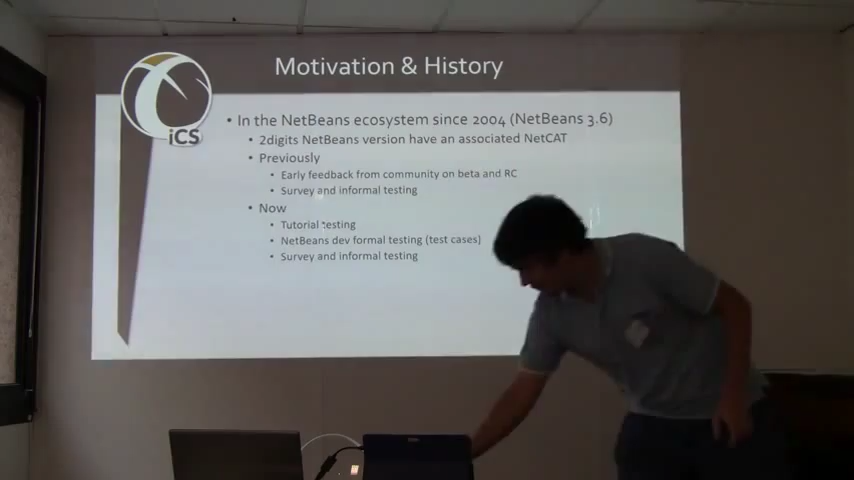 Motivation & History
iCS
In the NetBeans ecosystem since 2004 (NetBeans 3.6)
2digits NetBeans version have an associated NetCAT
Previously
Early feedback from community on beta and RC
Survey and informal testing
Now
Tutorial testing
NetBeans dev formal testing (test cases)
Survey and informal testing